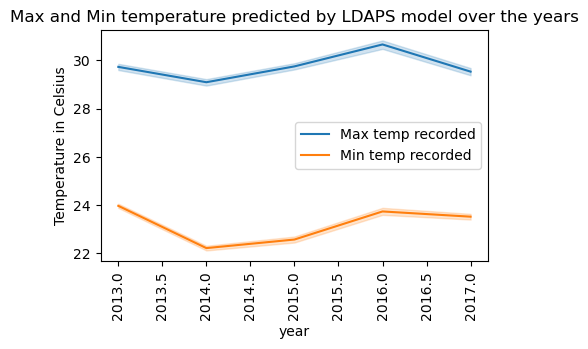 Max and Min temperature predicted by LDAPS model over the years
Temperature in Celsius
30
28
26
24
22
Max temp recorded
Min temp recorded
2013.0
2013.5
2014.0
2014.5
2015.0
2015.5
2016.0
2016.5
2017.0
year